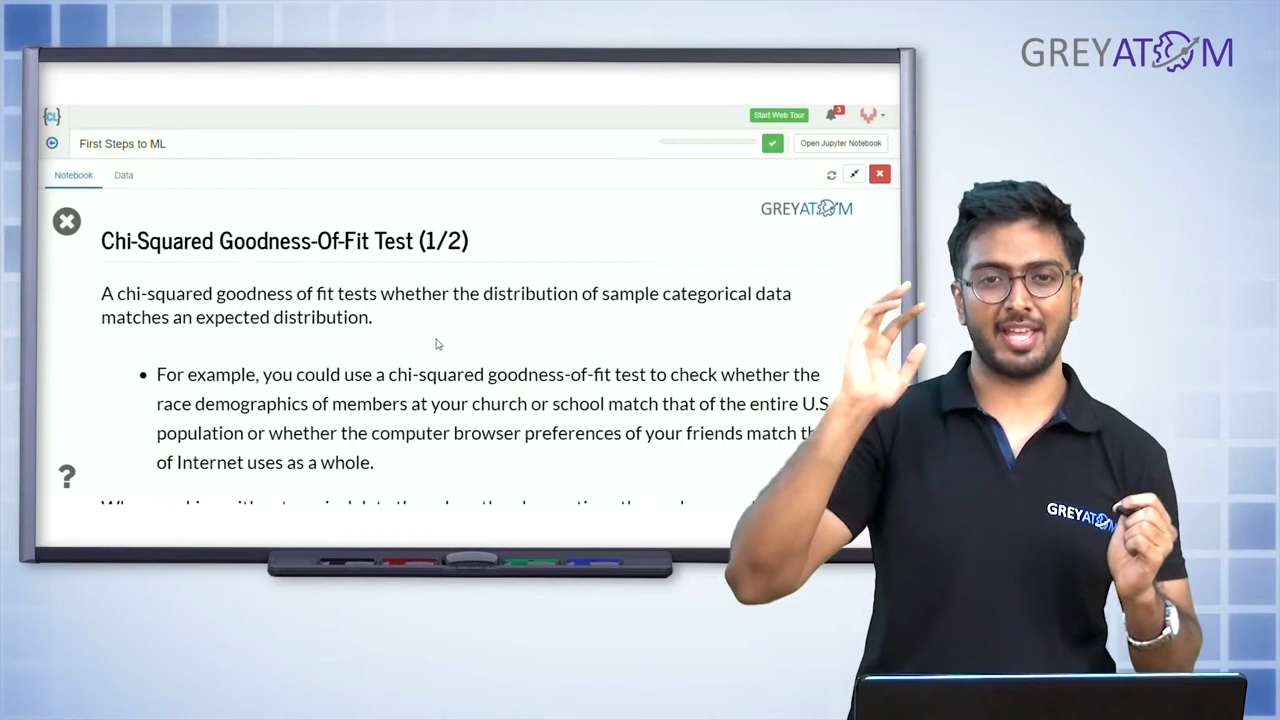 GREYATOM
{CL}
Start Web Tour
3
First Steps to ML
Open Jupyter Notebook
Notebook
Data
GREYATOM
Chi-Squared Goodness-Of-Fit Test (1/2)
A chi-squared goodness of fit tests whether the distribution of sample categorical data
matches an expected distribution.
• For example, you could use a chi-squared goodness-of-fit test to check whether the
race demographics of members at your church or school match that of the entire U.S
population or whether the computer browser preferences of your friends match
of Internet uses as a whole.
?
GREYATOM